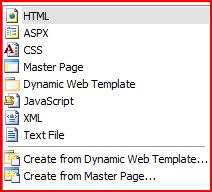 HTML
ASPX
CSS
Master Page
Dynamic Web Template
JavaScript
XML
Text File
Create from Dynamic Web Template...
Create from Master Page...